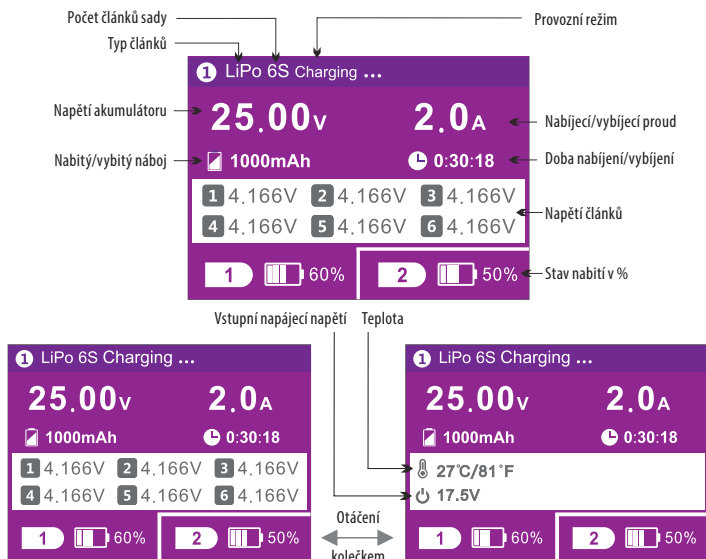 Počet článků sady
Provozní režim
Typ článků
1 LiPo 6S Charging ...
Napětí akumulátoru
25.00V 2.0A
Nabíjecí/vybíjecí proud
Nabitý/vybitý náboj
1000mAh 0:30:18
Doba nabíjení/vybíjení
1 4.166V 2 4.166V 3 4.166V
4 4.166V 5 4.166V 6 4.166V
Napětí článků
1 60% 2 50%
Stav nabití v %
Vstupní napájecí napětí Teplota
1 LiPo 6S Charging ...
25.00V 2.0A
1000mAh 0:30:18
1 4.166V 2 4.166V 3 4.166V
4 4.166V 5 4.166V 6 4.166V
1 60% 2 50%
Otáčení
kolečkem
1 LiPo 6S Charging ...
25.00V 2.0A
1000mAh 0:30:18
27°C/81°F
17.5V
1 60% 2 50%